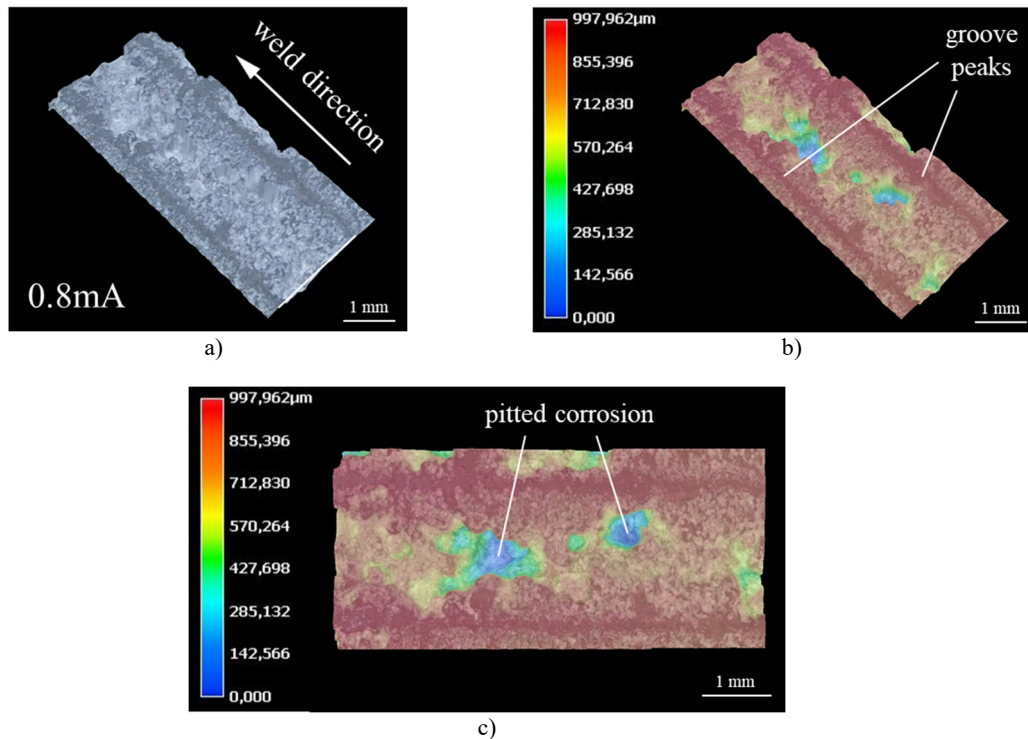 weld direction
0.8mA
1 mm
a)
997,962µm
855,396
712,830
570,264
427,698
285,132
142,566
0,000
groove
peaks
1 mm
b)
997,962µm
855,396
712,830
570,264
427,698
285,132
142,566
0,000
pitted corrosion
1 mm
c)